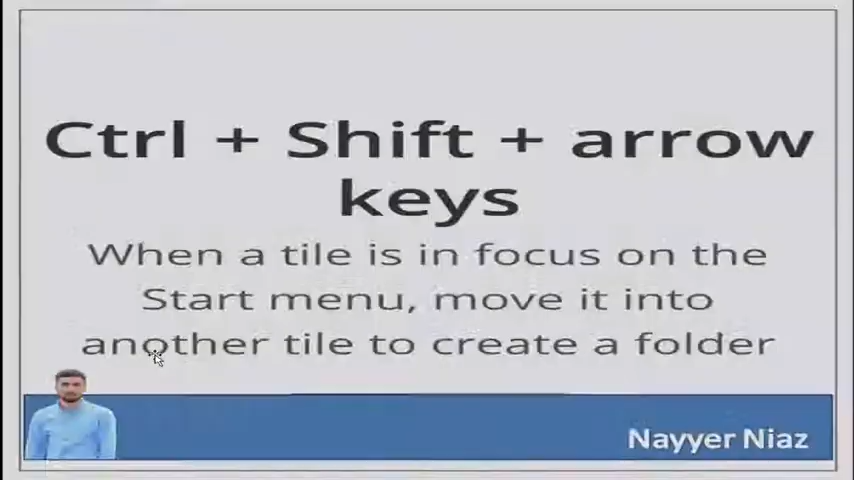 Ctrl + Shift + arrow
keys
When a tile is in focus on the
Start menu, move it into
another tile to create a folder
Nayyer Niaz